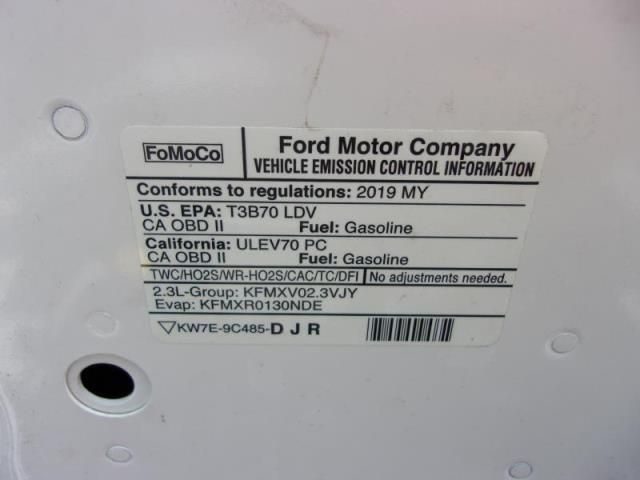 FoMoCo
Ford Motor Company
VEHICLE EMISSION CONTROL INFORMATION
Conforms to regulations: 2019 MY
U.S. EPA: T3B70 LDV
CA OBD II Fuel: Gasoline
California: ULEV70 PC
CA OBD II Fuel: Gasoline
TWC/HO2S/WR-HO2S/CAC/TC/DFI No adjustments needed.
2.3L-Group: KFMXV02.3VJY
Evap: KFMXR0130NDE
KW7E-9C485-D J R